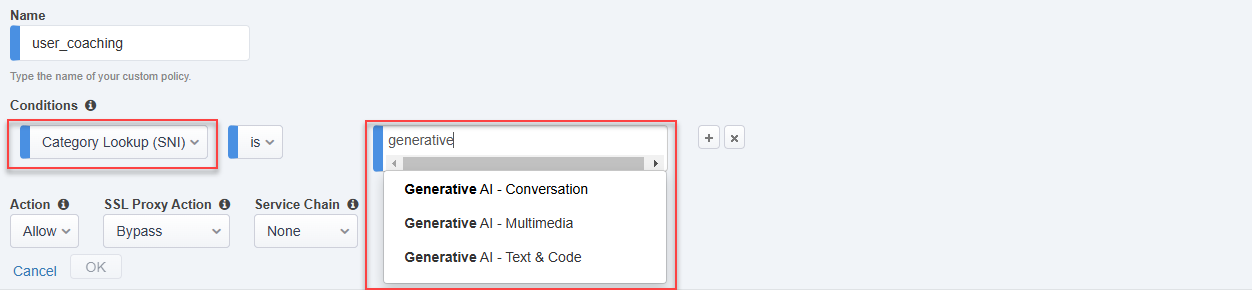 Name
user_coaching
Type the name of your custom policy.
Conditions
Category Lookup (SNI) is generative
Generative AI - Conversation
Generative AI - Multimedia
Generative AI - Text & Code
Action SSL Proxy Action Service Chain
Allow Bypass None
Cancel OK